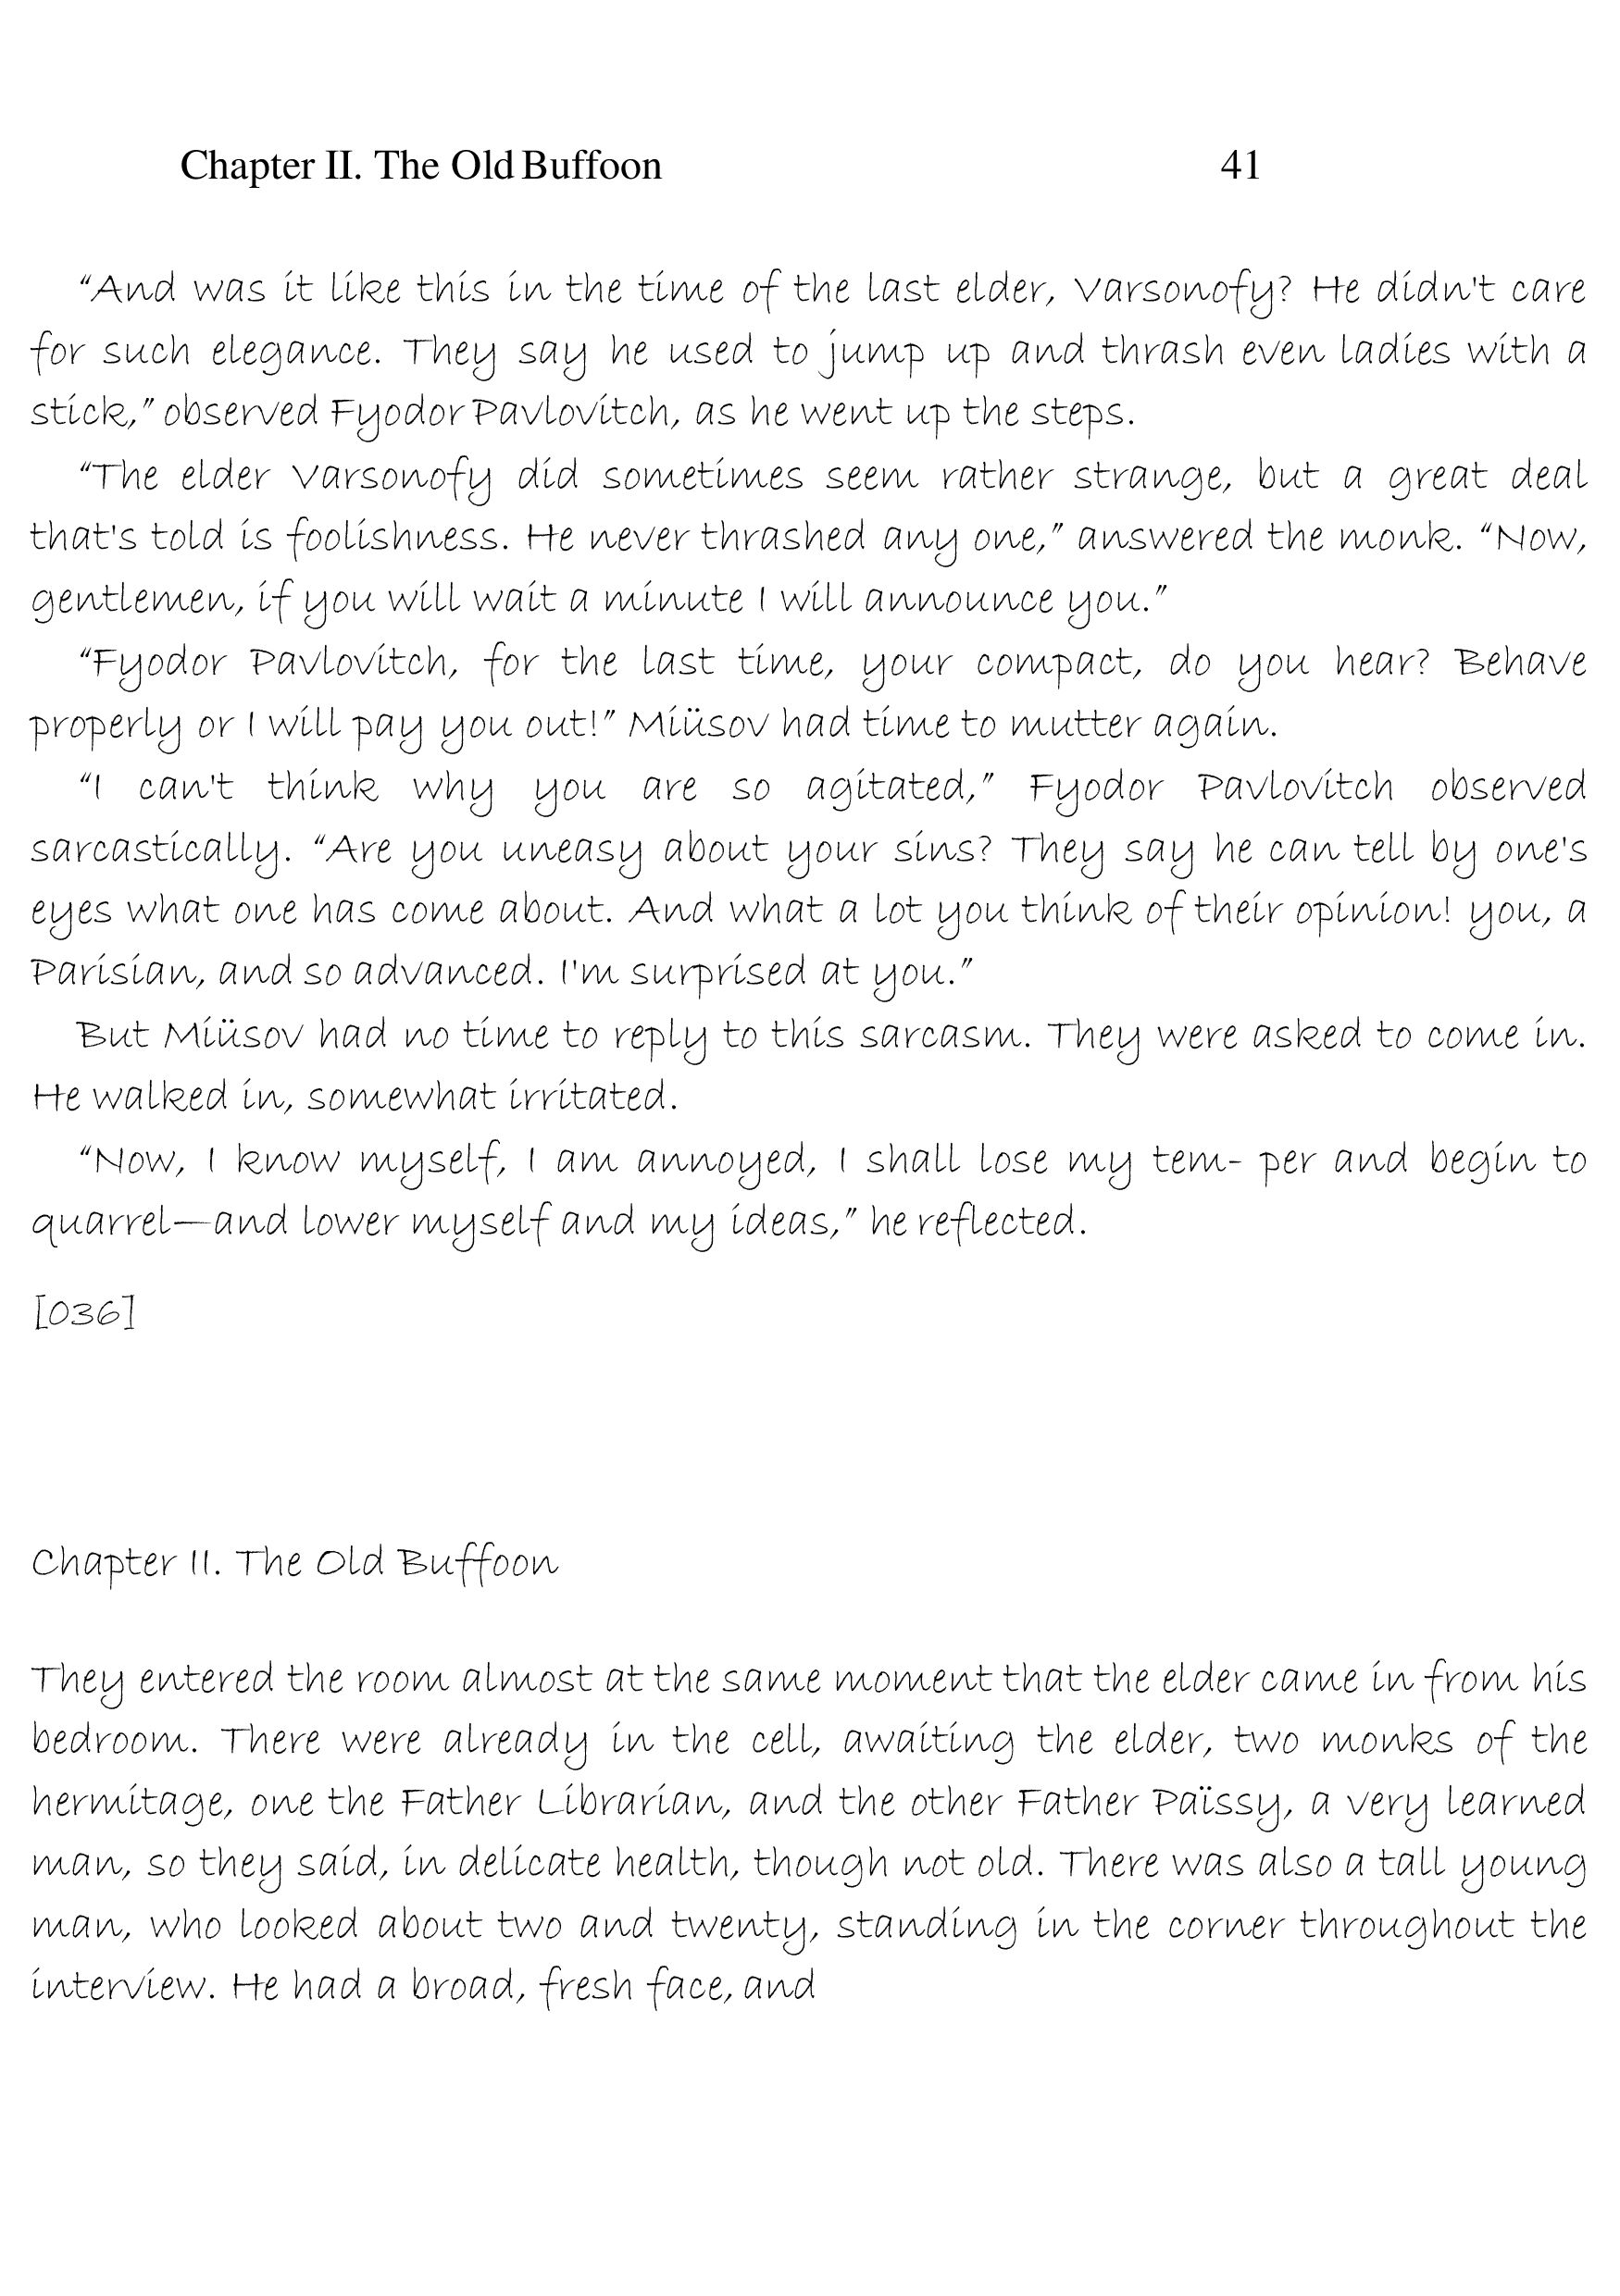 Chapter II. The Old Buffoon 41
“And was it like this in the time of the last elder, Varsonofy? He didn't care
for such elegance. They say he used to jump up and thrash even ladies with a
stick,” observed Fyodor Pavlovitch, as he went up the steps.
“The elder Varsonofy did sometimes seem rather strange, but a great deal
that's told is foolishness. He never thrashed any one,” answered the monk. “Now,
gentlemen, if you will wait a minute I will announce you.”
“Fyodor Pavlovitch, for the last time, your compact, do you hear? Behave
properly or I will pay you out!” Miüsov had time to mutter again.
“I can't think why you are so agitated,” Fyodor Pavlovitch observed
sarcastically. “Are you uneasy about your sins? They say he can tell by one's
eyes what one has come about. And what a lot you think of their opinion! you, a
Parisian, and so advanced. I'm surprised at you.”
But Miüsov had no time to reply to this sarcasm. They were asked to come in.
He walked in, somewhat irritated.
“Now, I know myself, I am annoyed, I shall lose my tem- per and begin to
quarrel—and lower myself and my ideas,” he reflected.
[036]
Chapter II. The Old Buffoon
They entered the room almost at the same moment that the elder came in from his
bedroom. There were already in the cell, awaiting the elder, two monks of the
hermitage, one the Father Librarian, and the other Father Païssy, a very learned
man, so they said, in delicate health, though not old. There was also a tall young
man, who looked about two and twenty, standing in the corner throughout the
interview. He had a broad, fresh face, and